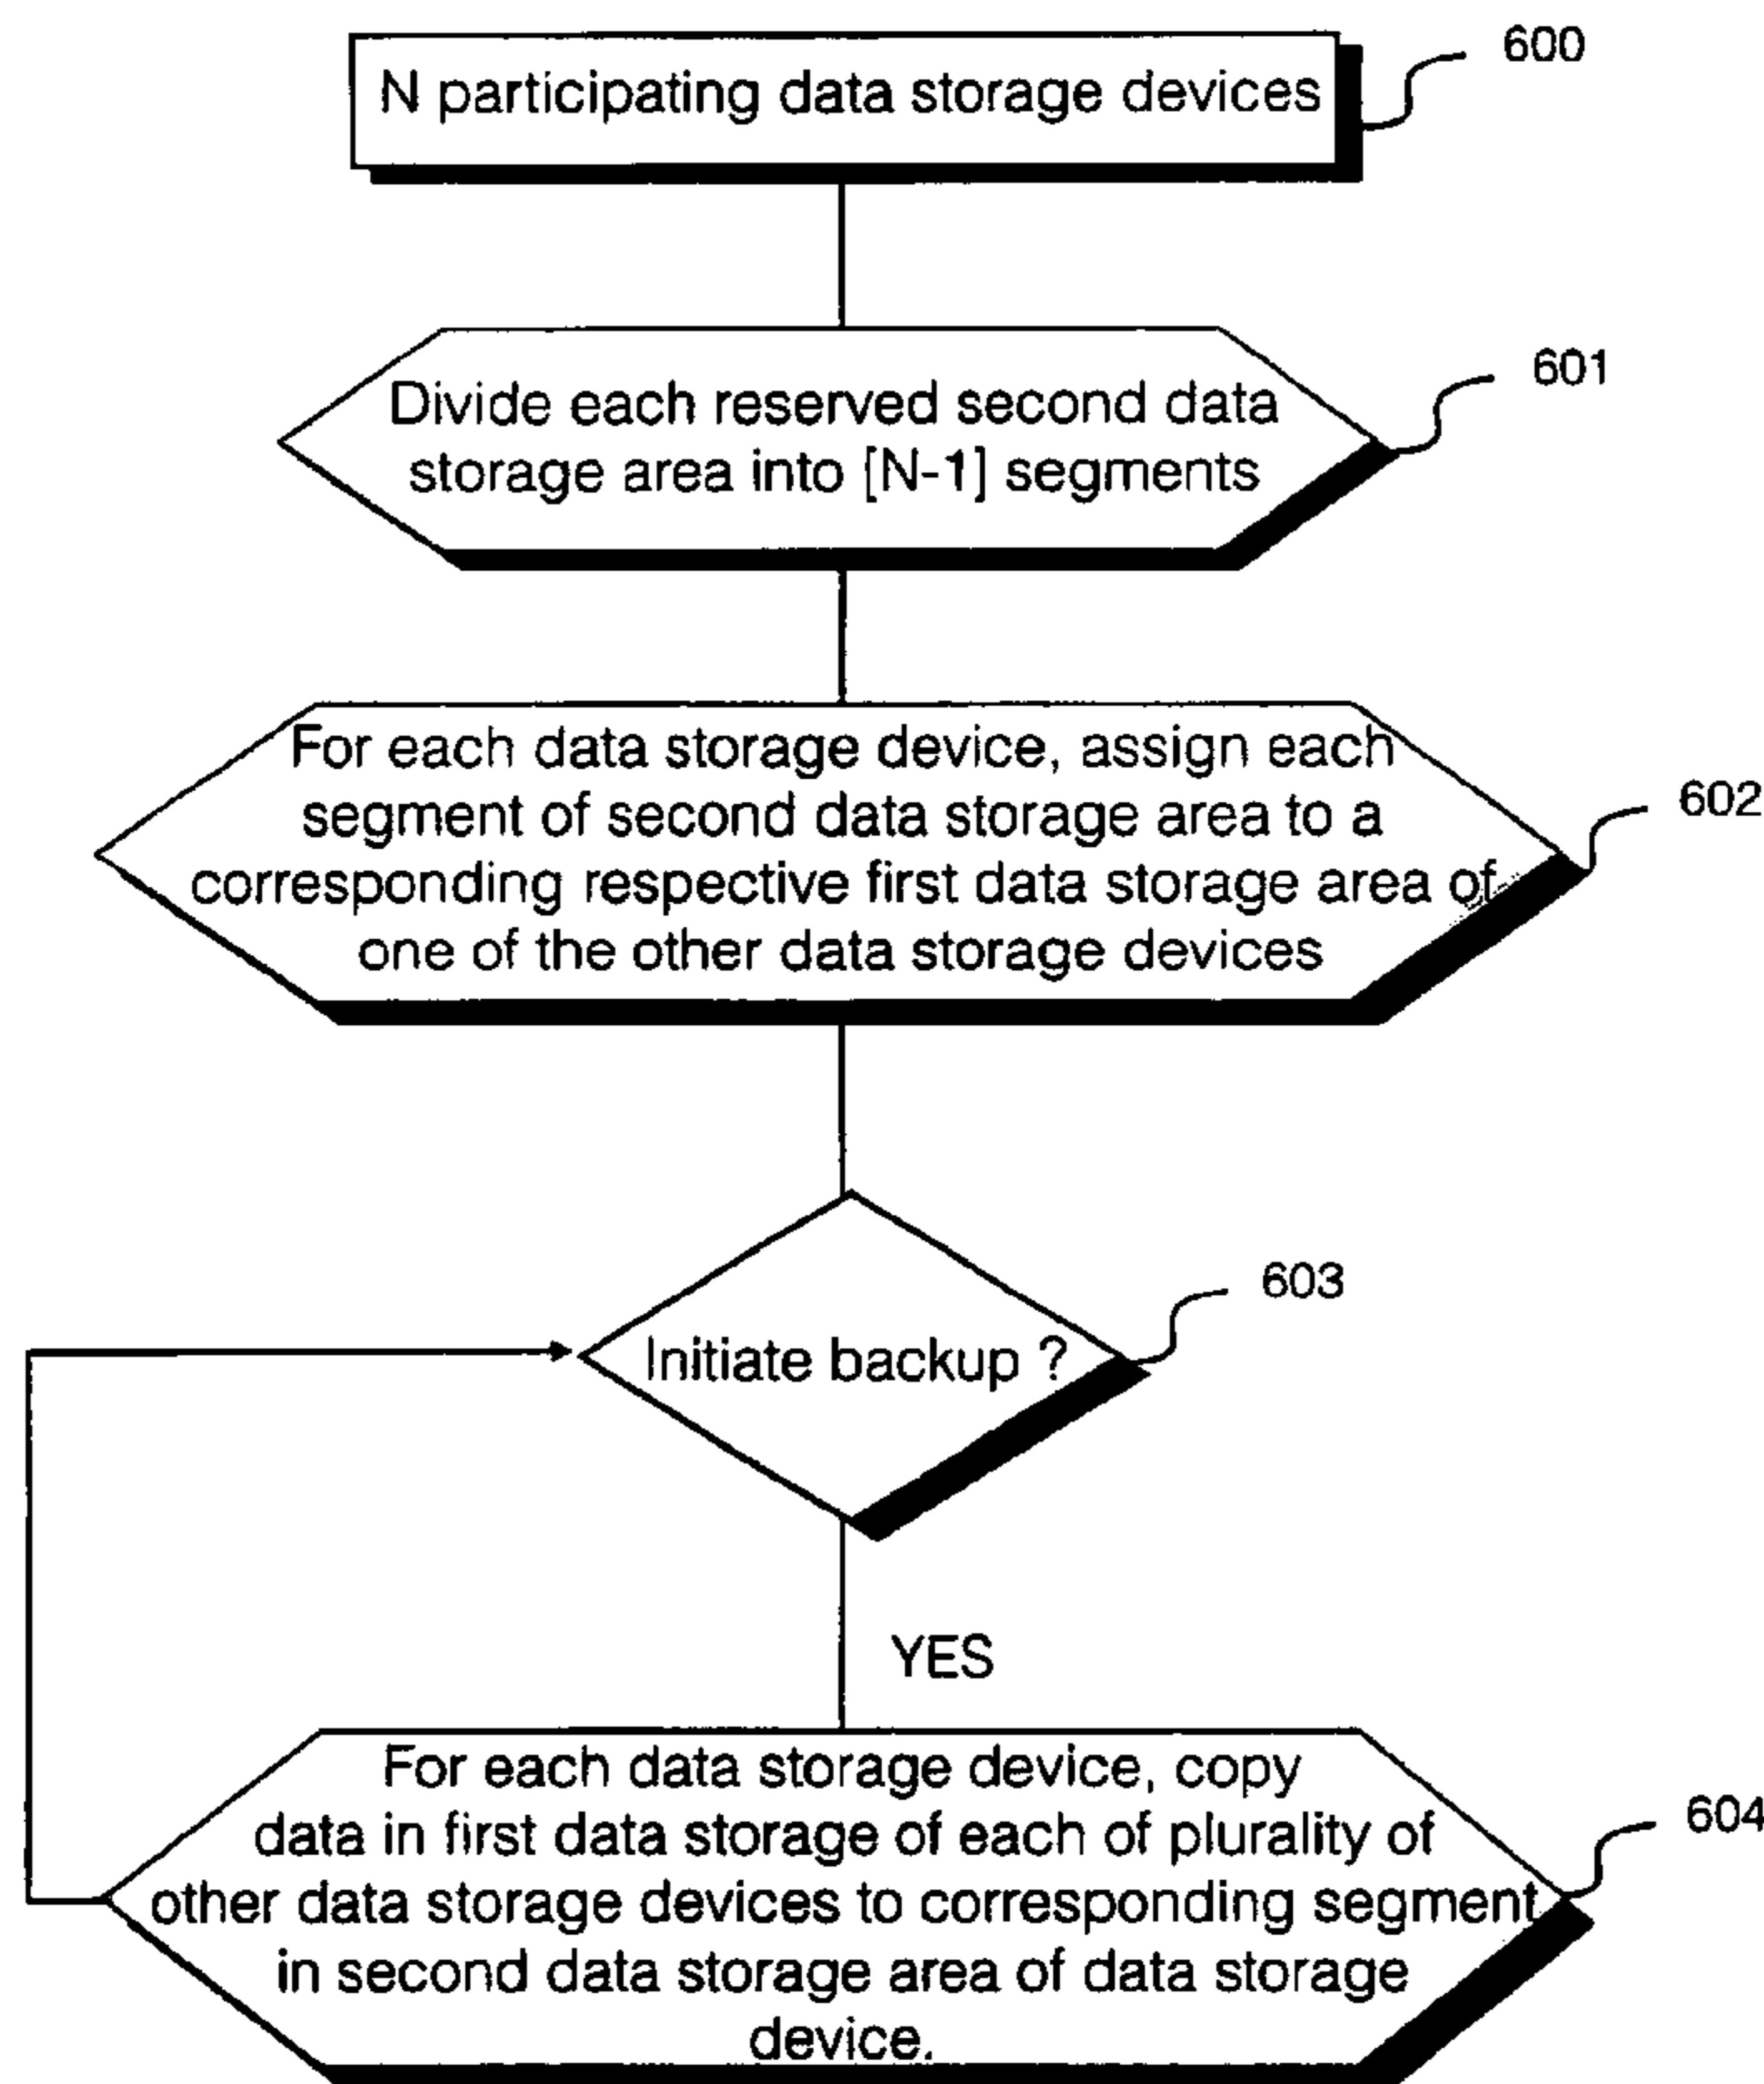 N participating data storage devices
600
Divide each reserved second data
storage area into [N-1] segments
601
For each data storage device, assign each
segment of second data storage area to a
corresponding respective first data storage area of
one of the other data storage devices
602
Initiate backup ?
603
YES
For each data storage device, copy
data in first data storage of each of plurality of
other data storage devices to corresponding segment
in second data storage area of data storage
device.
604